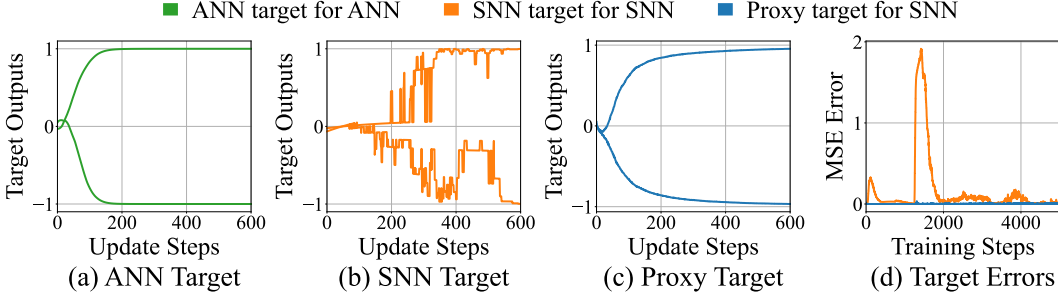 ANN target for ANN SNN target for SNN Proxy target for SNN
Target Outputs
1
0
−1
0 200 400 600
Update Steps
(a) ANN Target
Target Outputs
1
0
−1
0 200 400 600
Update Steps
(b) SNN Target
Target Outputs
1
0
−1
0 200 400 600
Update Steps
(c) Proxy Target
MSE Error
2
1
0
0 2000 4000
Training Steps
(d) Target Errors